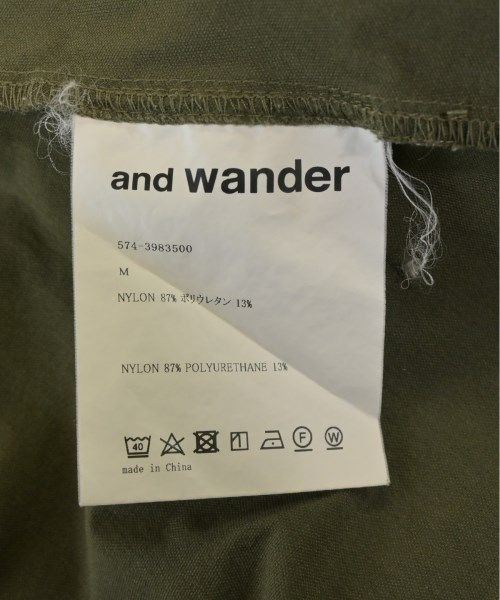 and wander
574-3983500
M
NYLON 87% ポリウレタン 13%
NYLON 87% POLYURETHANE 13%
40 F W
made in China